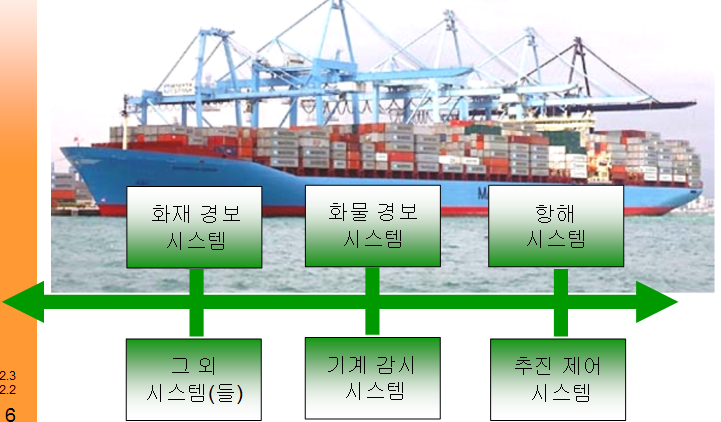 화재 경보
시스템
화물 경보
시스템
항해
시스템
그 외
시스템(들)
기계 감시
시스템
추진 제어
시스템
2.3
2.2
6